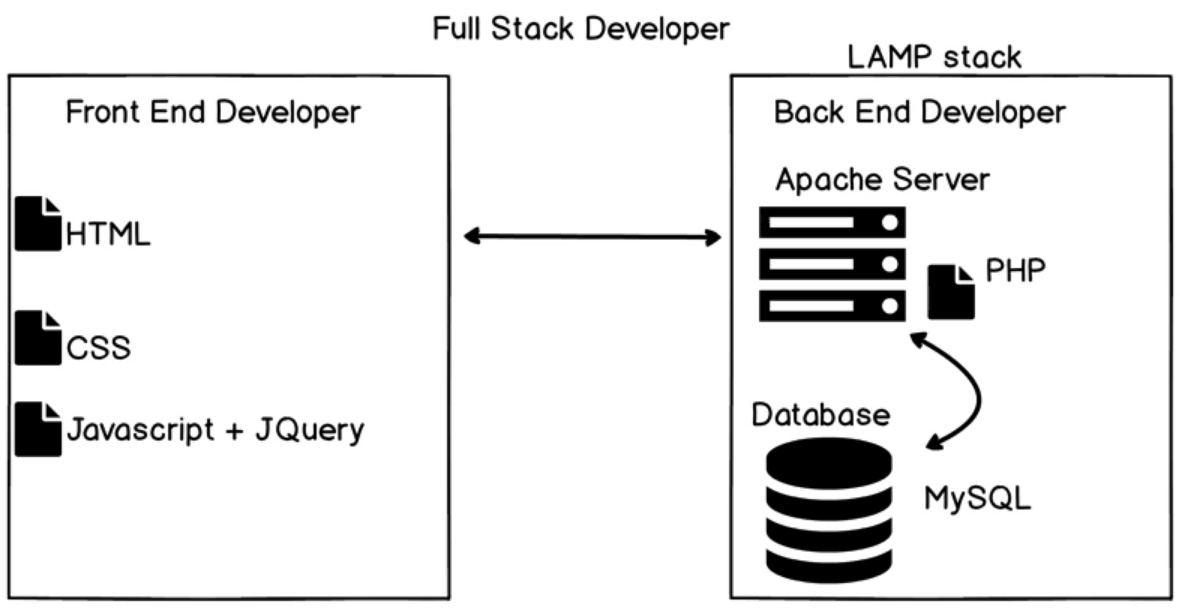 Full Stack Developer
LAMP stack
Front End Developer
HTML
CSS
Javascript + JQuery
Back End Developer
Apache Server
PHP
Database
MySQL